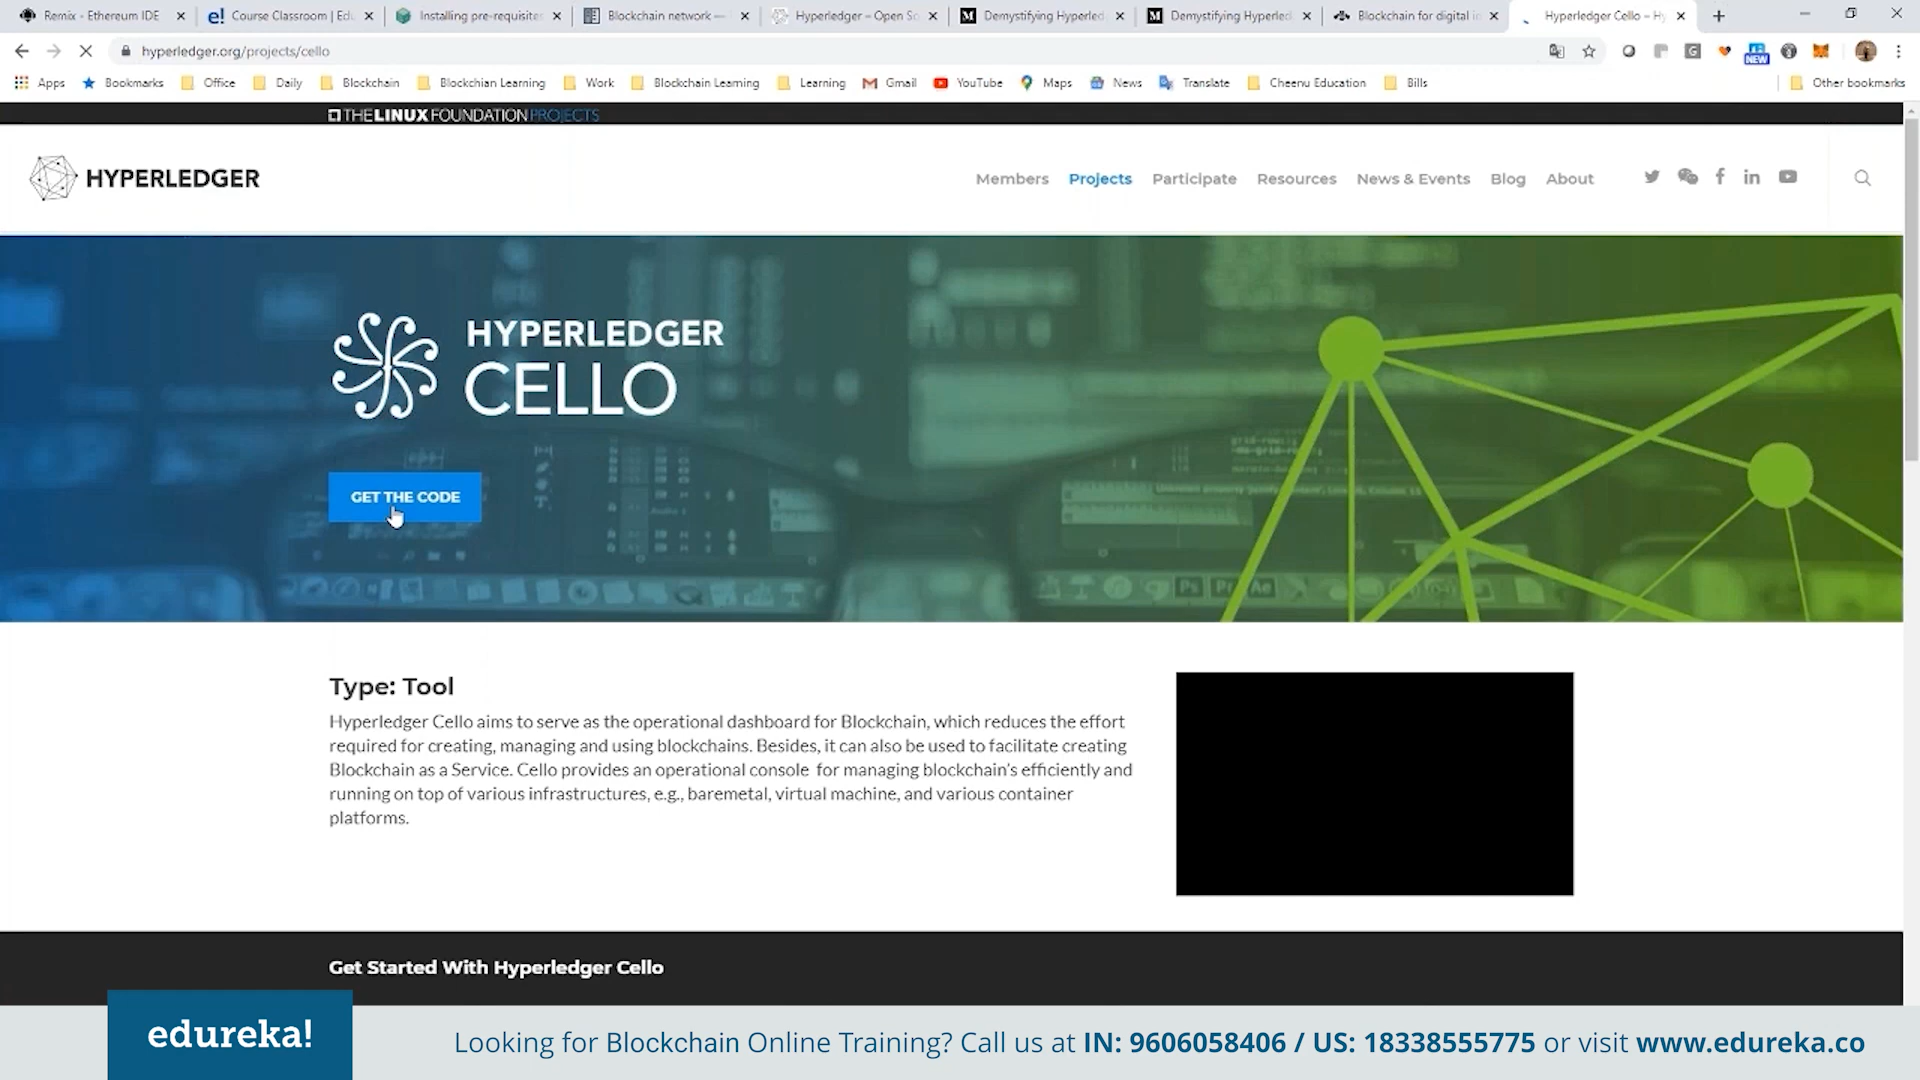 Remix - Ethereum IDE
Course Classroom | Edu
Installing pre-requisites
Blockchain network —
Hyperledger – Open So
Demystifying Hyperled
Demystifying Hyperled
Blockchain for digital i
Hyperledger Cello – Hy
hyperledger.org/projects/cello
NEW
Apps Bookmarks Office Daily Blockchain Blockchian Learning Work Blockchain Learning Learning Gmail YouTube Maps News Translate Cheenu Education Bills Other bookmarks
THE LINUX FOUNDATION PROJECTS
HYPERLEDGER
Members Projects Participate Resources News & Events Blog About
HYPERLEDGER
CELLO
GET THE CODE
Ps Pr Ae
Type: Tool
Hyperledger Cello aims to serve as the operational dashboard for Blockchain, which reduces the effort
required for creating, managing and using blockchains. Besides, it can also be used to facilitate creating
Blockchain as a Service. Cello provides an operational console for managing blockchain's efficiently and
running on top of various infrastructures, e.g., baremetal, virtual machine, and various container
platforms.
Get Started With Hyperledger Cello
edureka!
Looking for Blockchain Online Training? Call us at IN: 9606058406 / US: 18338555775 or visit www.edureka.co